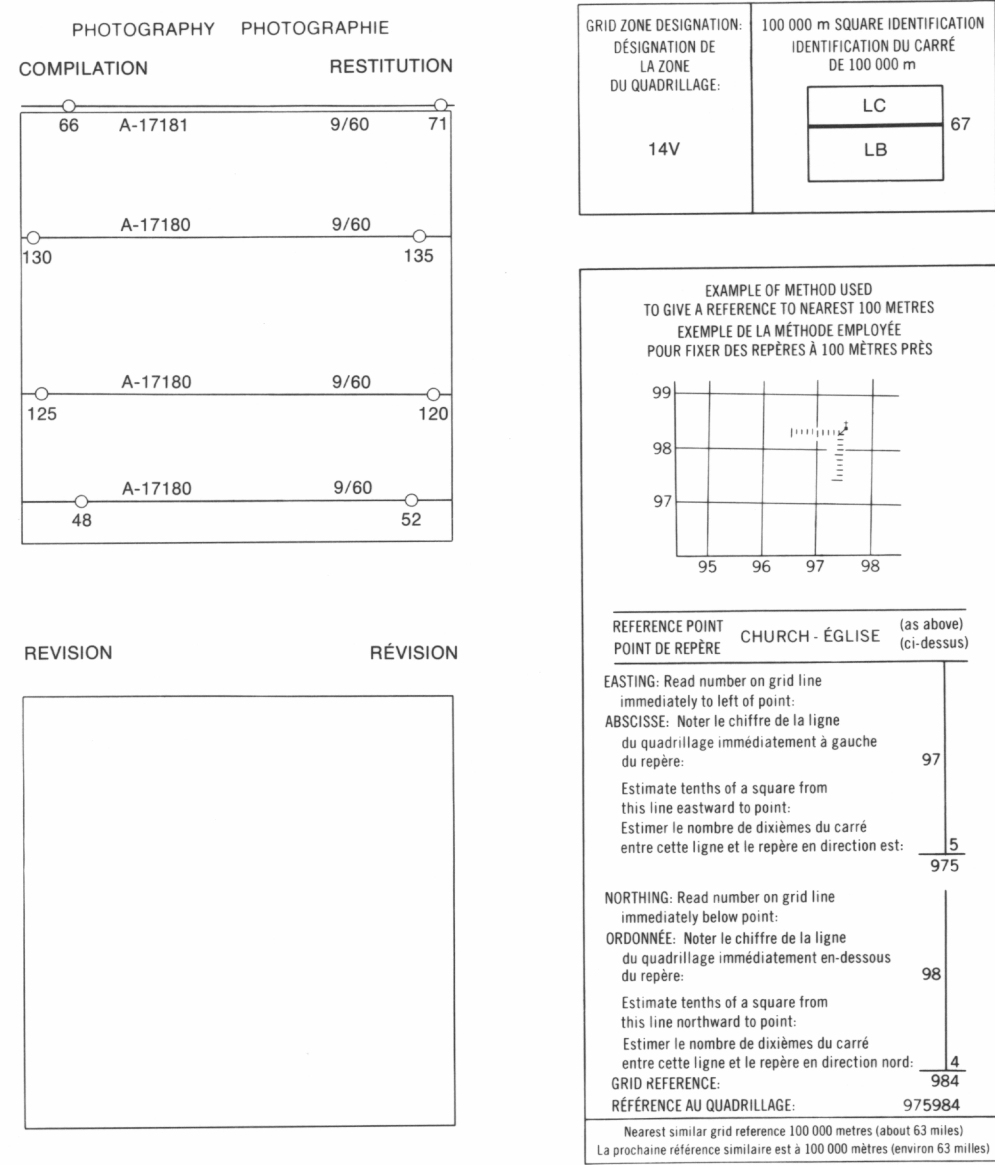 PHOTOGRAPHY PHOTOGRAPHIE
COMPILATION RESTITUTION
66 A-17181 9/60 71
A-17180 9/60
130 135
A-17180 9/60
125 120
A-17180 9/60
48 52
REVISION RÉVISION
GRID ZONE DESIGNATION:
DÉSIGNATION DE
LA ZONE
DU QUADRILLAGE:
14V
100 000 m SQUARE IDENTIFICATION
IDENTIFICATION DU CARRÉ
DE 100 000 m
LC
67
LB
EXAMPLE OF METHOD USED
TO GIVE A REFERENCE TO NEAREST 100 METRES
EXEMPLE DE LA MÉTHODE EMPLOYÉE
POUR FIXER DES REPÈRES À 100 MÈTRES PRÈS
99
98
97
95 96 97 98
REFERENCE POINT
POINT DE REPÈRE
CHURCH - ÉGLISE
(as above)
(ci-dessus)
EASTING: Read number on grid line
immediately to left of point:
ABSCISSE: Noter le chiffre de la ligne
du quadrillage immédiatement à gauche
du repère: 97
Estimate tenths of a square from
this line eastward to point:
Estimer le nombre de dixièmes du carré
entre cette ligne et le repère en direction est: 5
975
NORTHING: Read number on grid line
immediately below point:
ORDONNÉE: Noter le chiffre de la ligne
du quadrillage immédiatement en-dessous
du repère: 98
Estimate tenths of a square from
this line northward to point:
Estimer le nombre de dixièmes du carré
entre cette ligne et le repère en direction nord: 4
GRID REFERENCE: 984
RÉFÉRENCE AU QUADRILLAGE: 975984
Nearest similar grid reference 100 000 metres (about 63 miles)
La prochaine référence similaire est à 100 000 mètres (environ 63 milles)